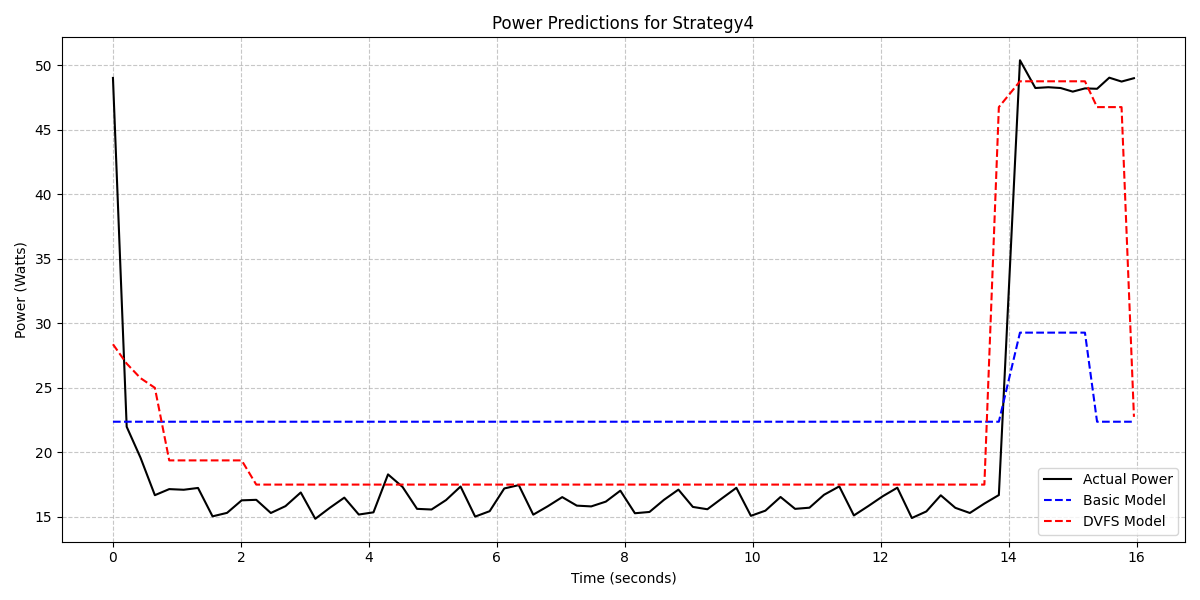 Power Predictions for Strategy4
Power (Watts)
50
45
40
35
30
25
20
15
0 2 4 6 8 10 12 14 16
Time (seconds)
Actual Power
Basic Model
DVFS Model